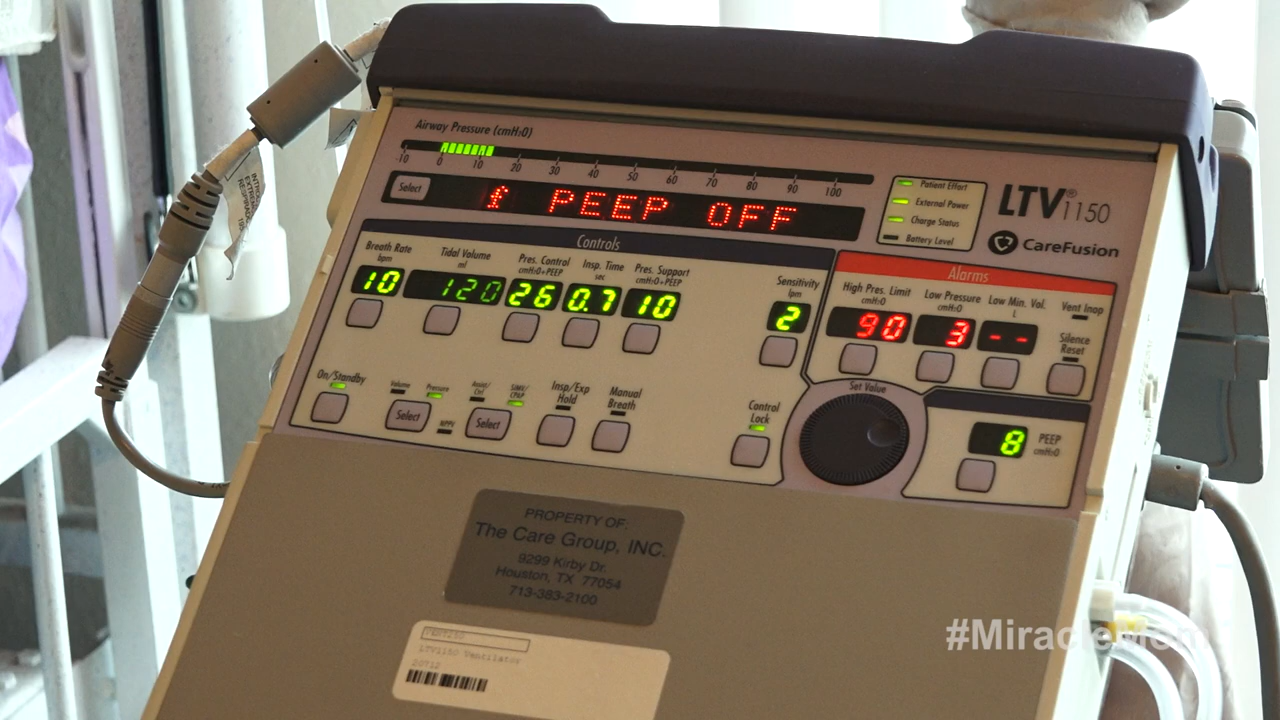 Airway Pressure (cmH2O)
-10 0 10 20 30 40 50 60 70 80 90 100
Select
PEEP OFF
Patient Effort
External Power
Charge Status
Battery Level
LTV® 1150
CareFusion
Controls
Breath Rate
bpm
10
Tidal Volume
ml
120
Pres. Control
cmH2O+PEEP
26
Insp. Time
sec
0.7
Pres. Support
cmH2O+PEEP
10
Sensitivity
lpm
2
Alarms
High Pres. Limit
cmH2O
90
Low Pressure
cmH2O
3
Low Min. Vol.
L
- -
Vent Inop
Silence
Reset
On/Standby
Volume
Pressure
NPPV
Select
Assist/
Ctrl
SIMV/
CPAP
Select
Insp/Exp
Hold
Manual
Breath
Control
Lock
Set Value
8
PEEP
cmH2O
PROPERTY OF:
The Care Group, INC.
9299 Kirby Dr.
Houston, TX 77054
713-383-2100
LTV1150 Ventilator
#MiracleMom